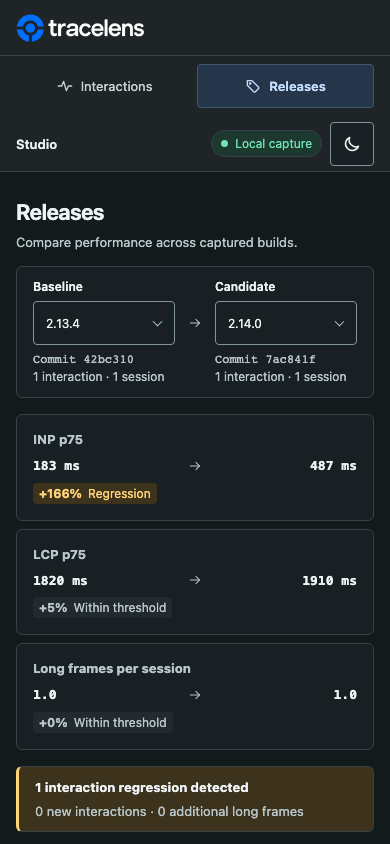 tracelens
Interactions
Releases
Studio
Local capture
Releases
Compare performance across captured builds.
Baseline
2.13.4
Commit 42bc310
1 interaction · 1 session
→
Candidate
2.14.0
Commit 7ac841f
1 interaction · 1 session
INP p75
183 ms → 487 ms
+166% Regression
LCP p75
1820 ms → 1910 ms
+5% Within threshold
Long frames per session
1.0 → 1.0
+0% Within threshold
1 interaction regression detected
0 new interactions · 0 additional long frames